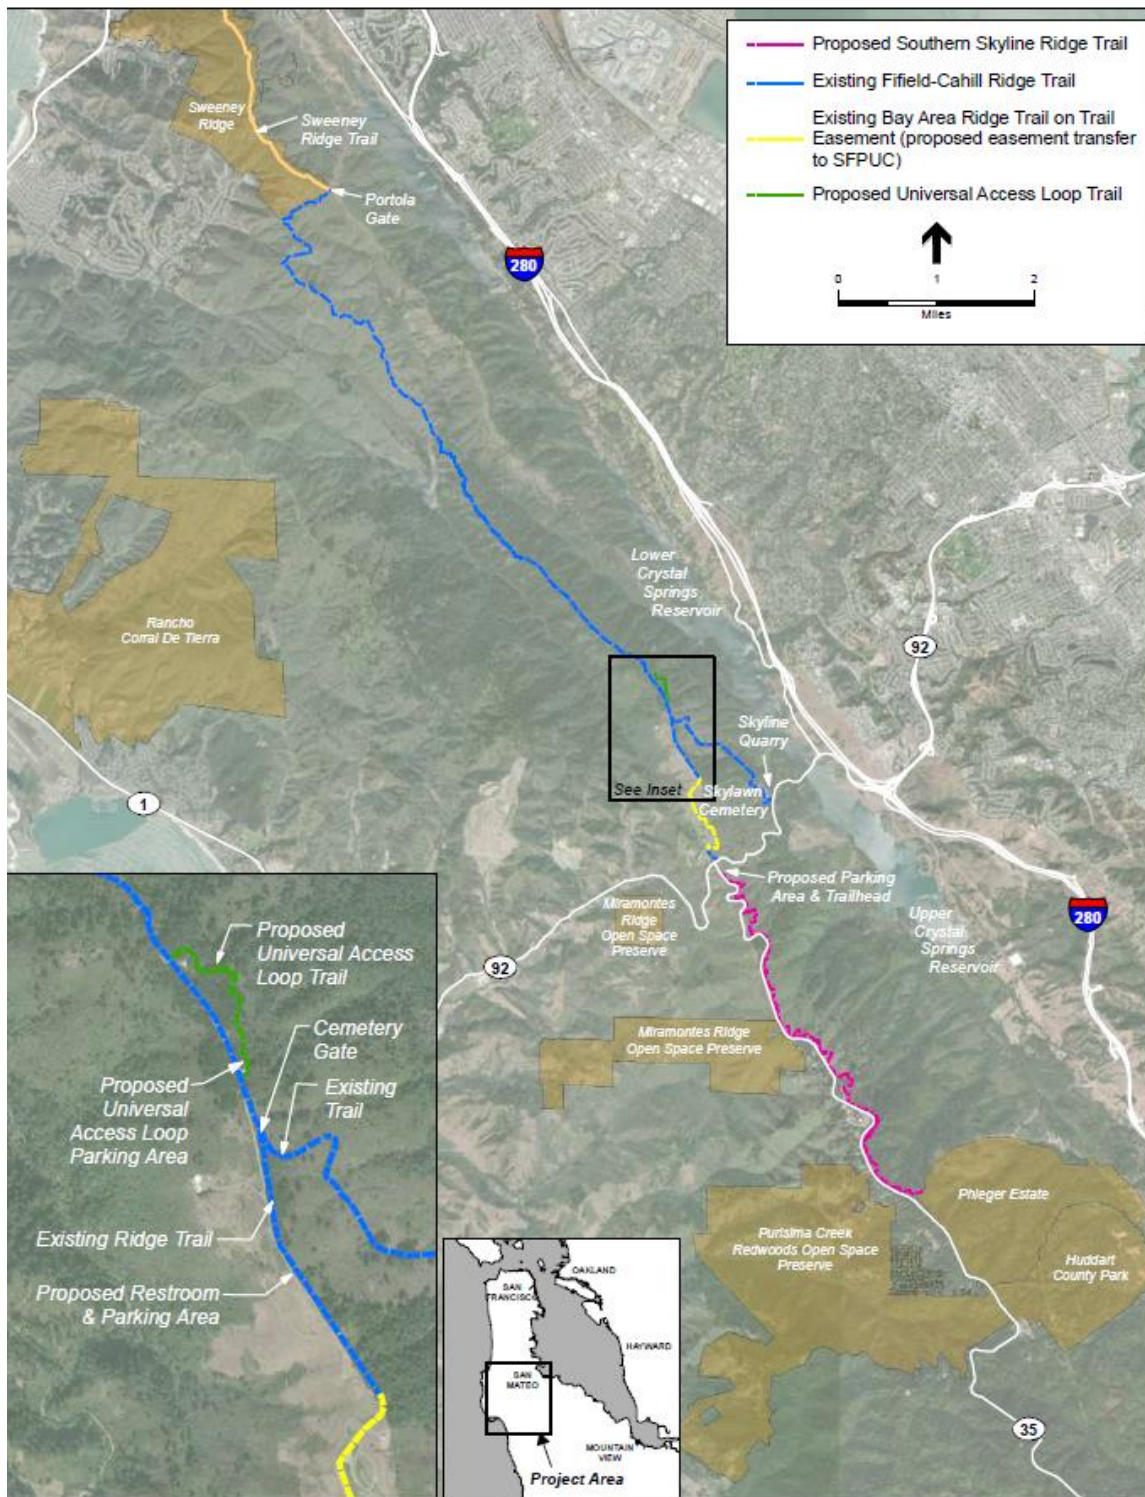 Proposed Southern Skyline Ridge Trail
Existing Fifield-Cahill Ridge Trail
Existing Bay Area Ridge Trail on Trail
Easement (proposed easement transfer
to SFPUC)
Proposed Universal Access Loop Trail
0
1
2
Miles
Sweeney
Ridge
Sweeney
Ridge Trail
Portola
Gate
280
Lower
Crystal
Springs
Reservoir
Rancho
Corral De Tierra
92
Skyline
Quarry
See Inset
Skylawn
Cemetery
1
Proposed Parking
Area & Trailhead
Miramontes
Ridge
Open Space
Preserve
Upper
Crystal
Springs
Reservoir
280
92
Miramontes Ridge
Open Space Preserve
Phleger Estate
Purisima Creek
Redwoods Open Space
Preserve
Huddart
County Park
35
Proposed
Universal Access
Loop Trail
Cemetery
Gate
Existing
Trail
Proposed
Universal
Access Loop
Parking Area
Existing Ridge Trail
Proposed Restroom
& Parking Area
OAKLAND
SAN
FRANCISCO
HAYWARD
SAN
MATEO
MOUNTAIN
VIEW
Project Area